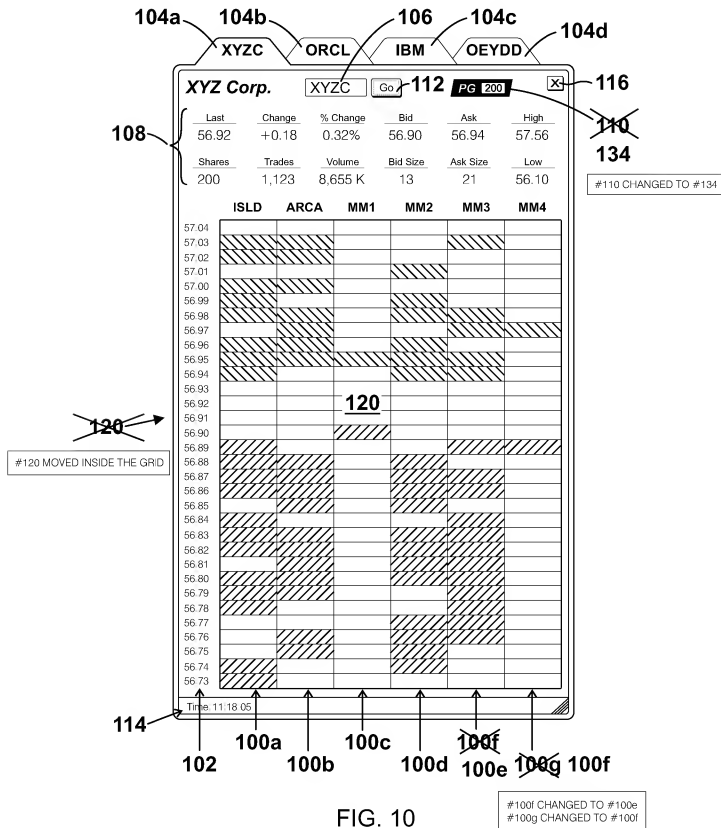 104a 104b 106 104c 104d
XYZC ORCL IBM OEYDD
XYZ Corp. XYZC Go 112 PG 200 X 116
110
134
#110 CHANGED TO #134
108
Last Change % Change Bid Ask High
56.92 +0.18 0.32% 56.90 56.94 57.56
Shares Trades Volume Bid Size Ask Size Low
200 1,123 8,655 K 13 21 56.10
ISLD ARCA MM1 MM2 MM3 MM4
57.04
57.03
57.02
57.01
57.00
56.99
56.98
56.97
56.96
56.95
56.94
56.93
56.92
120
56.91
120
56.90
56.89
#120 MOVED INSIDE THE GRID
56.88
56.87
56.86
56.85
56.84
56.83
56.82
56.81
56.80
56.79
56.78
56.77
56.76
56.75
56.74
56.73
Time. 11:18 05
114
102 100a 100b 100c 100d 100f 100e 100g 100f
#100f CHANGED TO #100e
#100g CHANGED TO #100f
FIG. 10